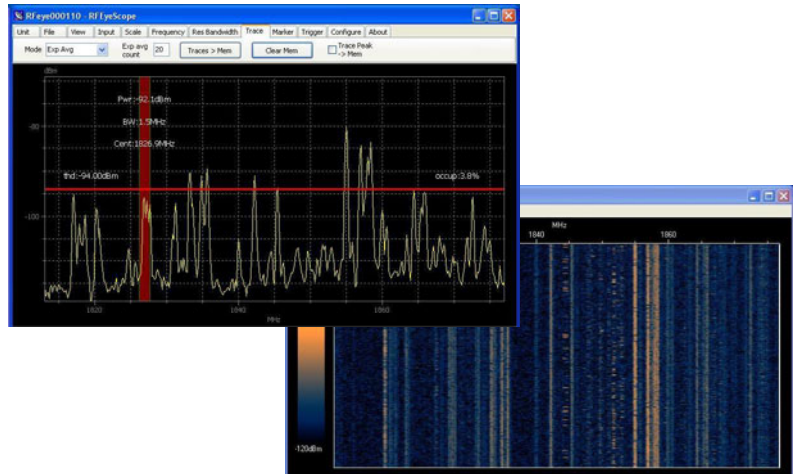 RFeye000110 - RFEyeScope
Unit File View Input Scale Frequency Res Bandwidth Trace Marker Trigger Configure About
Mode Exp Avg Exp avg count 20 Traces > Mem Clear Mem Trace Peak -> Mem
dBm
Pwr:-92.1dBm
-80
BW:1.5MHz
Cent:1826.9MHz
thd:-94.00dBm occup:3.8%
-100
1820 1840 1860
MHz
MHz
1840 1860
-120dBm